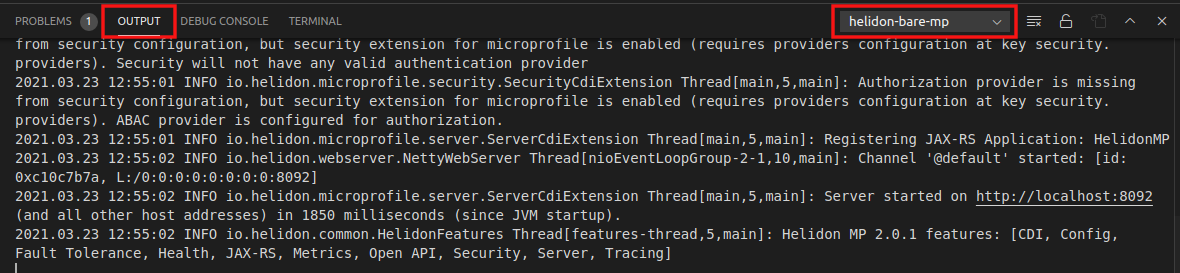 PROBLEMS 1 OUTPUT DEBUG CONSOLE TERMINAL helidon-bare-mp
from security configuration, but security extension for microprofile is enabled (requires providers configuration at key security.
providers). Security will not have any valid authentication provider
2021.03.23 12:55:01 INFO io.helidon.microprofile.security.SecurityCdiExtension Thread[main,5,main]: Authorization provider is missing
from security configuration, but security extension for microprofile is enabled (requires providers configuration at key security.
providers). ABAC provider is configured for authorization.
2021.03.23 12:55:01 INFO io.helidon.microprofile.server.ServerCdiExtension Thread[main,5,main]: Registering JAX-RS Application: HelidonMP
2021.03.23 12:55:02 INFO io.helidon.webserver.NettyWebServer Thread[nioEventLoopGroup-2-1,10,main]: Channel '@default' started: [id:
0xc10c7b7a, L:/0:0:0:0:0:0:0:0:8092]
2021.03.23 12:55:02 INFO io.helidon.microprofile.server.ServerCdiExtension Thread[main,5,main]: Server started on http://localhost:8092
(and all other host addresses) in 1850 milliseconds (since JVM startup).
2021.03.23 12:55:02 INFO io.helidon.common.HelidonFeatures Thread[features-thread,5,main]: Helidon MP 2.0.1 features: [CDI, Config,
Fault Tolerance, Health, JAX-RS, Metrics, Open API, Security, Server, Tracing]